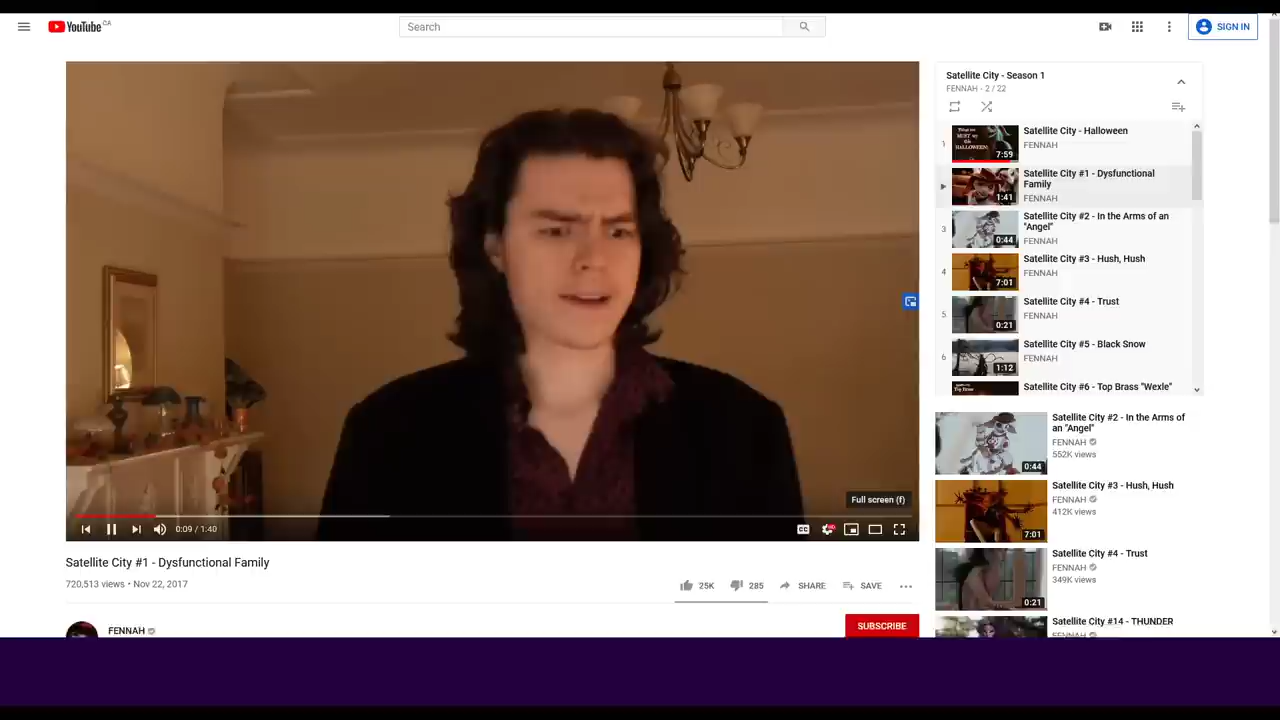 YouTube CA
Search
SIGN IN
Satellite City - Season 1
FENNAH - 2 / 22
1
7:59
Satellite City - Halloween
FENNAH
1:41
Satellite City #1 - Dysfunctional
Family
FENNAH
3
0:44
Satellite City #2 - In the Arms of an
"Angel"
FENNAH
4
7:01
Satellite City #3 - Hush, Hush
FENNAH
5
0:21
Satellite City #4 - Trust
FENNAH
6
1:12
Satellite City #5 - Black Snow
FENNAH
Satellite City #6 - Top Brass "Wexle"
Full screen (f)
0:09 / 1:40
CC
Satellite City #1 - Dysfunctional Family
720,513 views • Nov 22, 2017
25K
285
SHARE
SAVE
FENNAH
SUBSCRIBE
0:44
Satellite City #2 - In the Arms of
an "Angel"
FENNAH
552K views
7:01
Satellite City #3 - Hush, Hush
FENNAH
412K views
0:21
Satellite City #4 - Trust
FENNAH
349K views
Satellite City #14 - THUNDER
FENNAH